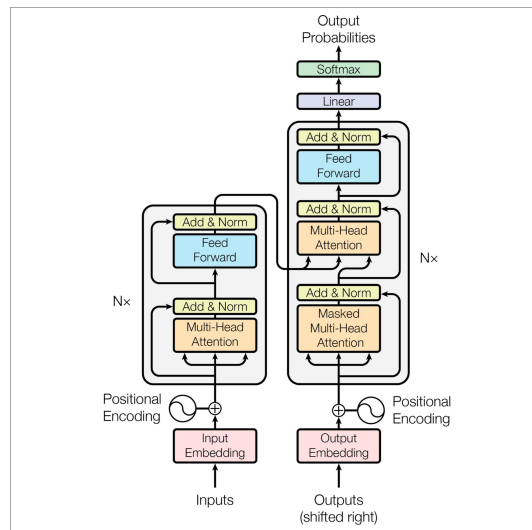 Output
Probabilities
Softmax
Linear
Add & Norm
Feed
Forward
Add & Norm
Multi-Head
Attention
Add & Norm
Masked
Multi-Head
Attention
N×
Add & Norm
Feed
Forward
Add & Norm
Multi-Head
Attention
N×
Positional
Encoding
Positional
Encoding
Input
Embedding
Output
Embedding
Inputs
Outputs
(shifted right)